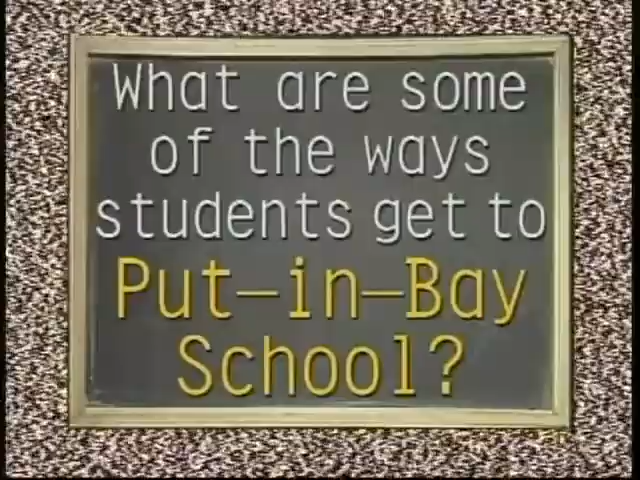 What are some
of the ways
students get to
Put-in-Bay
School?